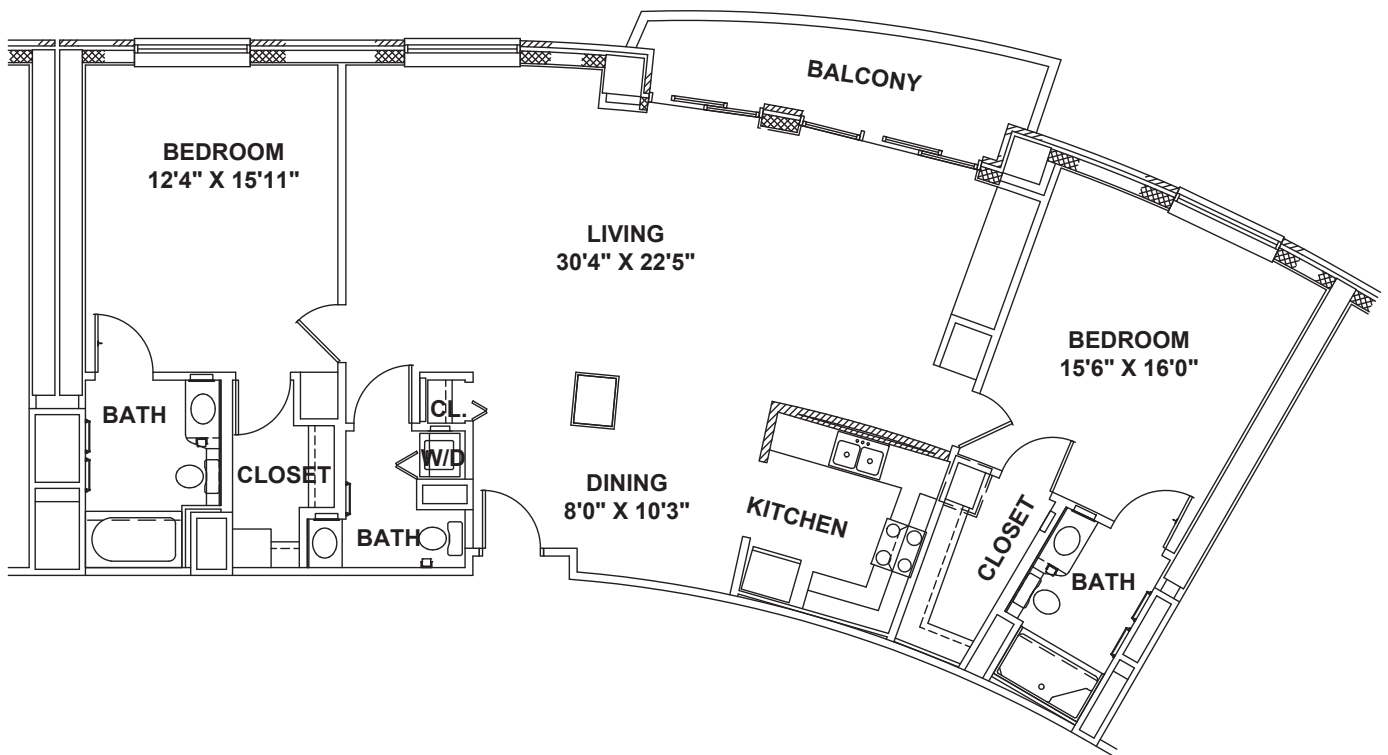 BALCONY
BEDROOM
12'4" X 15'11"
LIVING
30'4" X 22'5"
BEDROOM
15'6" X 16'0"
BATH
CL.
W/D
CLOSET
DINING
8'0" X 10'3"
KITCHEN
BATH
CLOSET
BATH